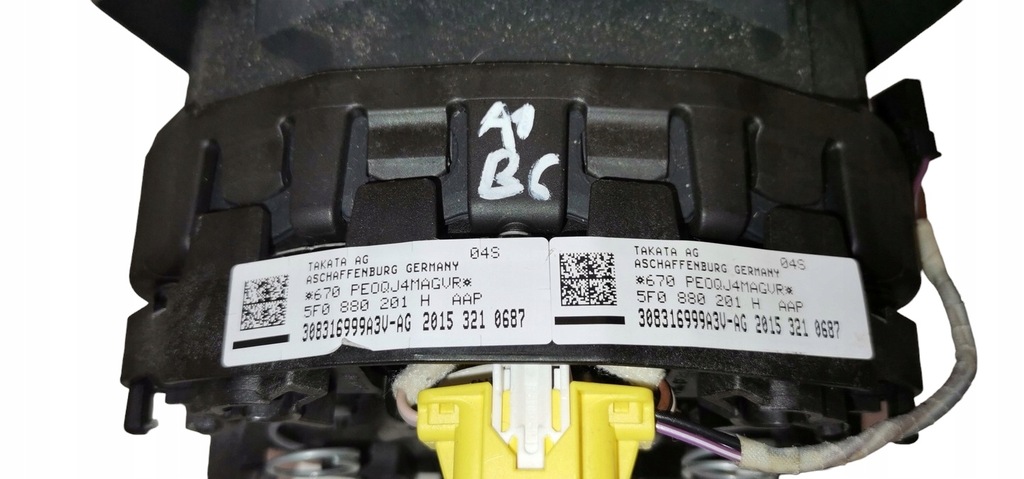 A1
BC
TAKATA AG 04S
ASCHAFFENBURG GERMANY
*670 PEOQJ4MAGVR*
5F0 880 201 H AAP
308316999A3V-AG 2015 321 0687
TAKATA AG 04S
ASCHAFFENBURG GERMANY
*670 PEOQJ4MAGVR*
5F0 880 201 H AAP
308316999A3V-AG 2015 321 0687